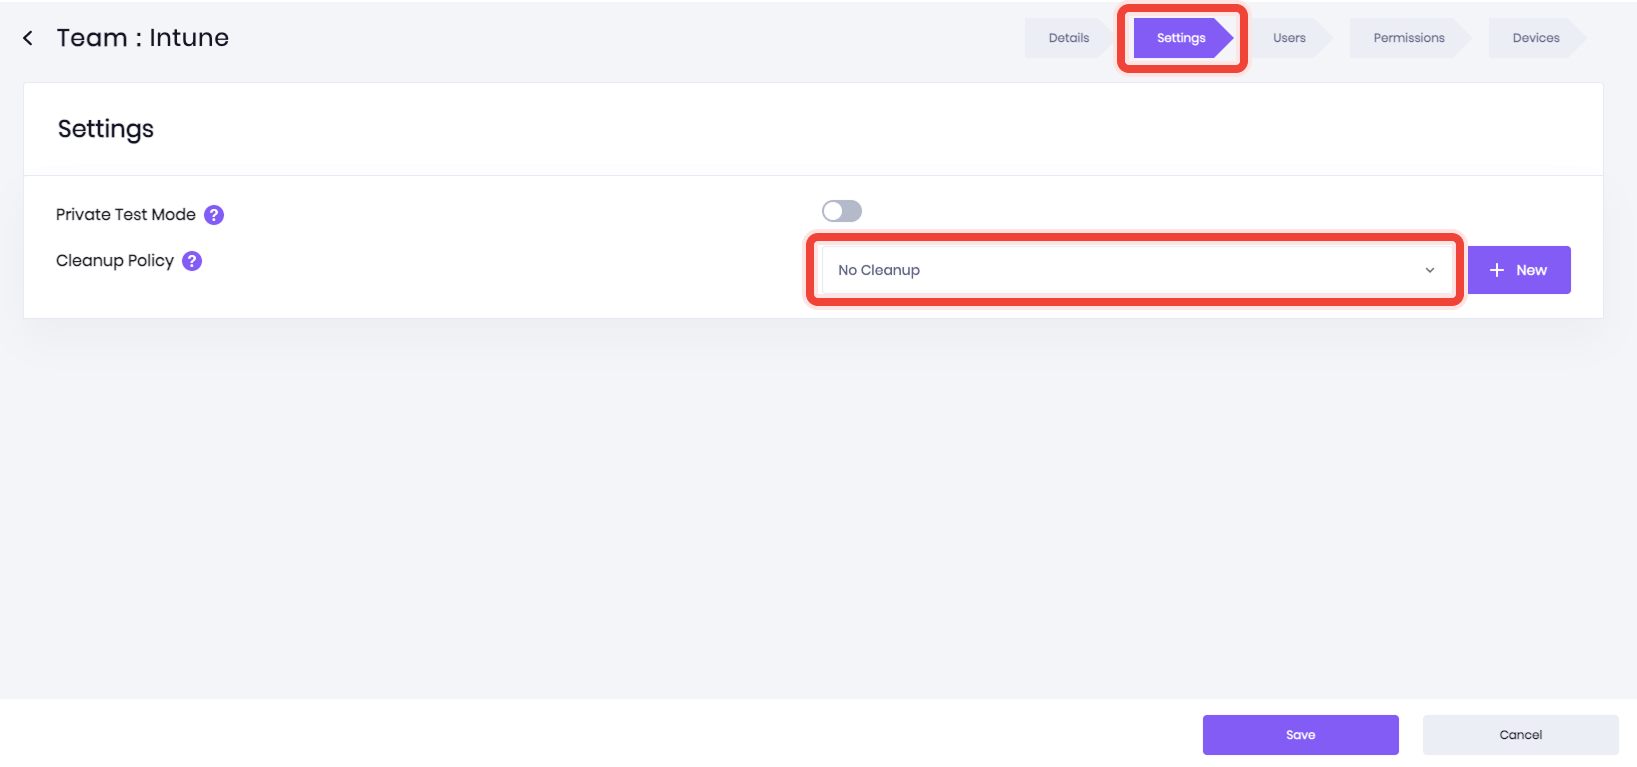 Team : Intune
Details
Settings
Users
Permissions
Devices
Settings
Private Test Mode ?
Cleanup Policy ?
No Cleanup
+ New
Save
Cancel